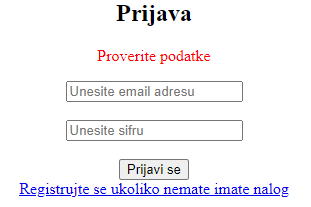 Prijava
Proverite podatke
Unesite email adresu
Unesite sifru
Prijavi se
Registrujte se ukoliko nemate imate nalog